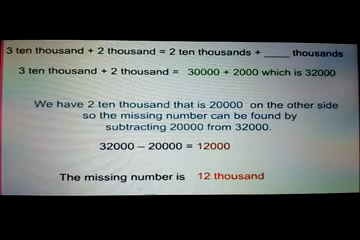 3 ten thousand + 2 thousand = 2 ten thousands + _____ thousands
3 ten thousand + 2 thousand = 30000 + 2000 which is 32000
We have 2 ten thousand that is 20000 on the other side
so the missing number can be found by
subtracting 20000 from 32000.
32000 – 20000 = 12000
The missing number is 12 thousand